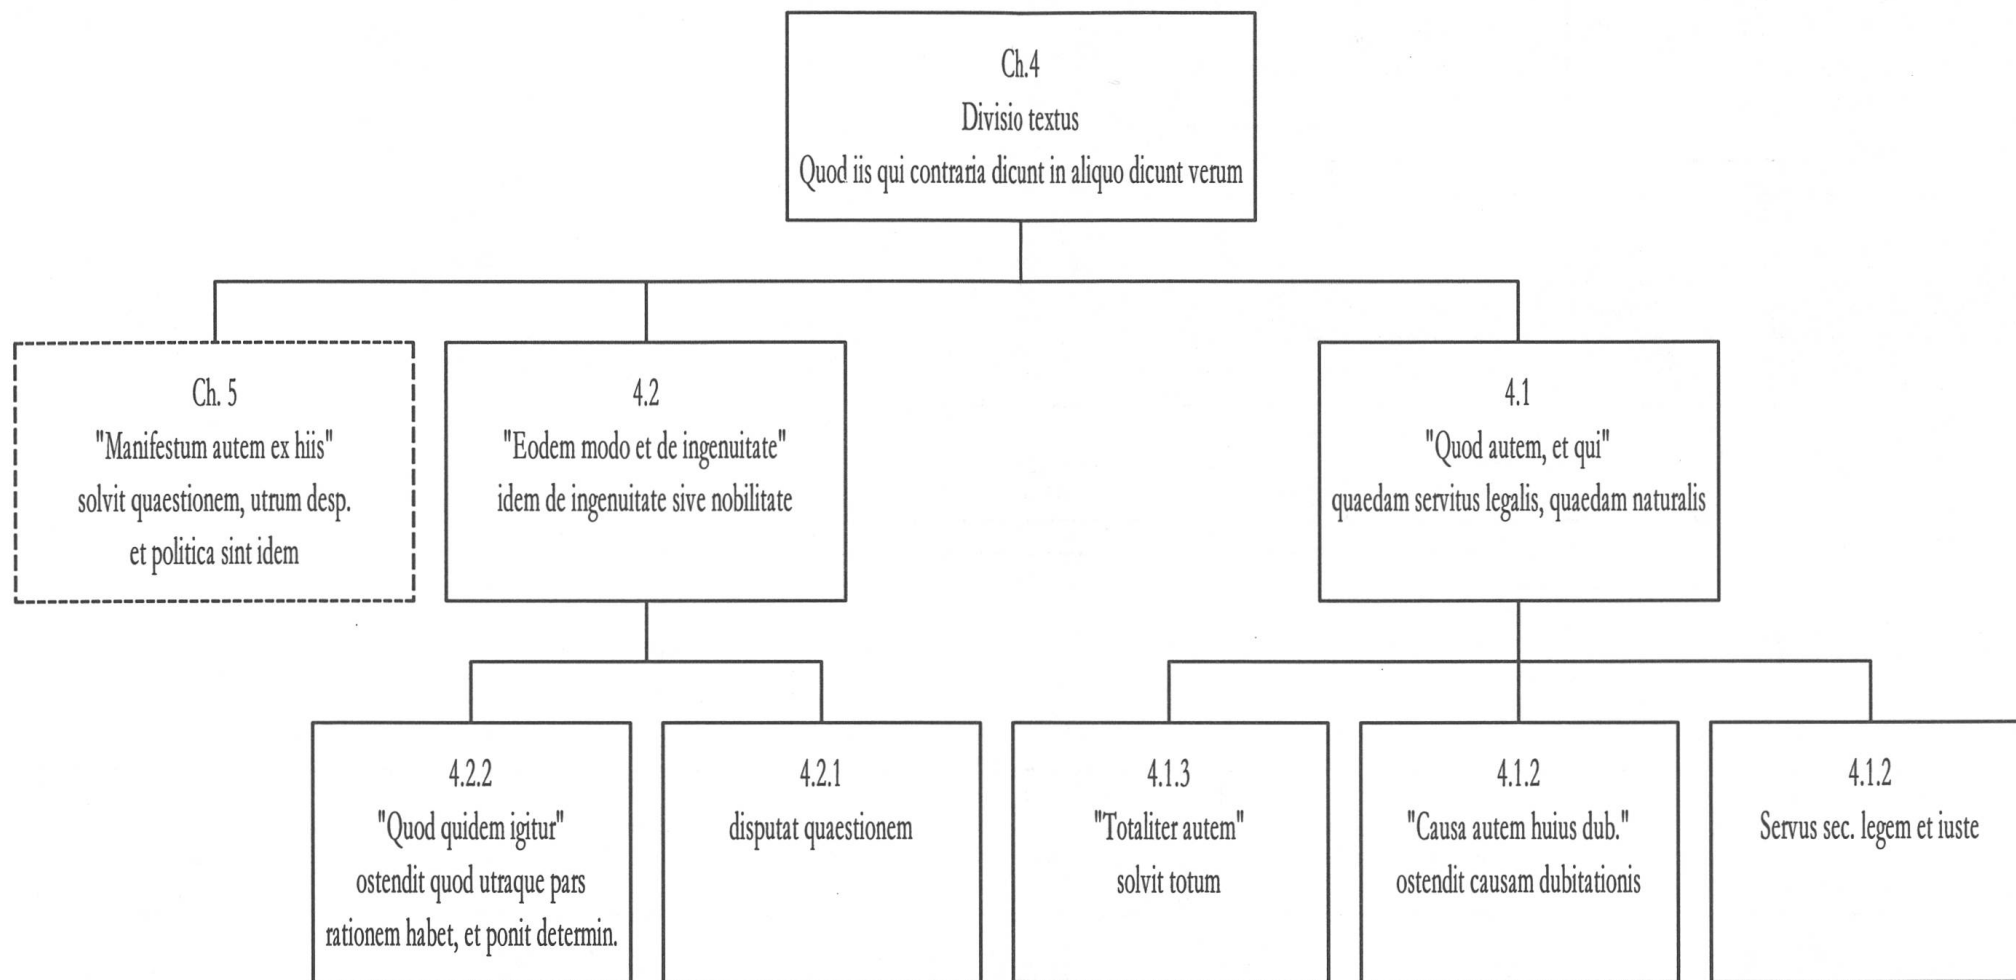 Ch.4
Divisio textus
Quod iis qui contraria dicunt in aliquo dicunt verum
Ch. 5
"Manifestum autem ex hiis"
solvit quaestionem, utrum desp.
et politica sint idem
4.2
"Eodem modo et de ingenuitate"
idem de ingenuitate sive nobilitate
4.1
"Quod autem, et qui"
quaedam servitus legalis, quaedam naturalis
4.2.2
"Quod quidem igitur"
ostendit quod utraque pars
rationem habet, et ponit determin.
4.2.1
disputat quaestionem
4.1.3
"Totaliter autem"
solvit totum
4.1.2
"Causa autem huius dub."
ostendit causam dubitationis
4.1.2
Servus sec. legem et iuste